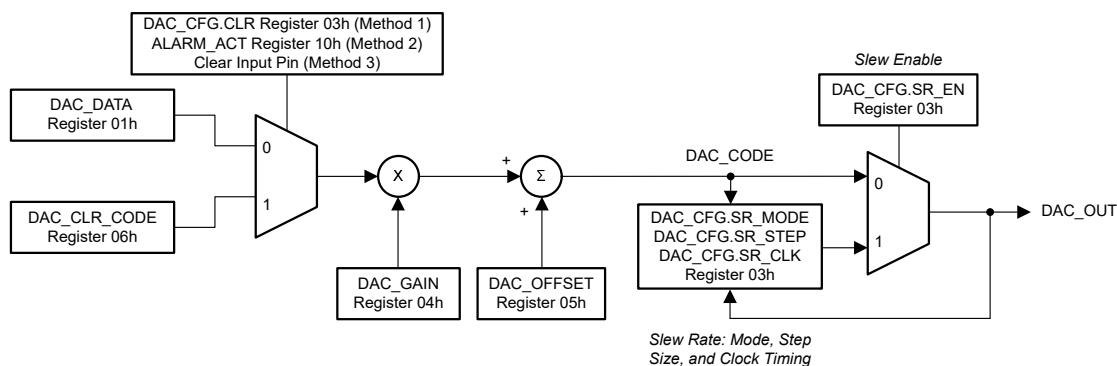 DAC_CFG.CLR Register 03h (Method 1)
ALARM_ACT Register 10h (Method 2)
Clear Input Pin (Method 3)
Slew Enable
DAC_CFG.SR_EN
Register 03h
DAC_DATA
Register 01h
0
1
DAC_CLR_CODE
Register 06h
X
+
Σ
+
DAC_CODE
0
1
DAC_OUT
DAC_CFG.SR_MODE
DAC_CFG.SR_STEP
DAC_CFG.SR_CLK
Register 03h
DAC_GAIN
Register 04h
DAC_OFFSET
Register 05h
Slew Rate: Mode, Step
Size, and Clock Timing